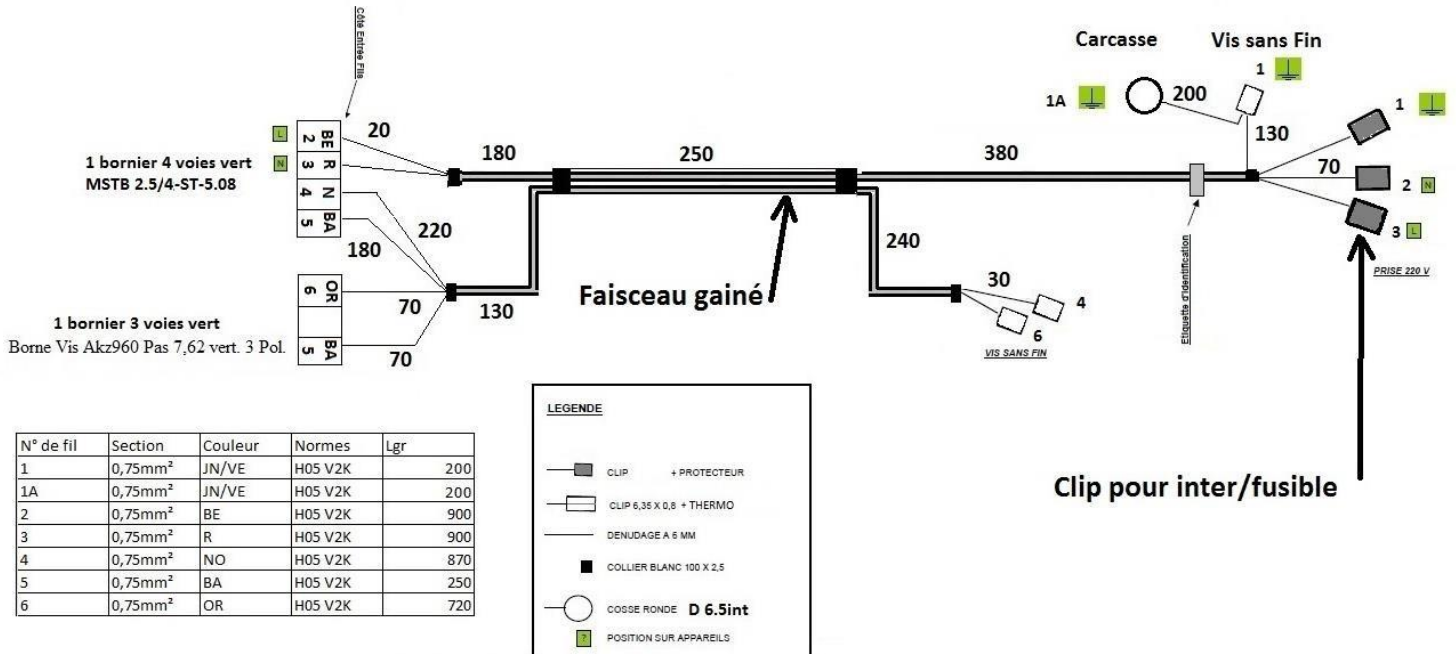 Côté Entrée Fils
Carcasse
Vis sans Fin
1
1A
200
1
130
L
2 BE
20
N
3 R
4 N
5 BA
1 bornier 4 voies vert
MSTB 2.5/4-ST-5.08
180
250
380
70
2 N
3 L
PRISE 220 V
220
180
240
Etiquette d'identification
6 OR
70
130
Faisceau gainé
30
4
6
VIS SANS FIN
1 bornier 3 voies vert
Borne Vis Akz960 Pas 7,62 vert. 3 Pol.
5 BA
70
Clip pour inter/fusible
LEGENDE
CLIP + PROTECTEUR
CLIP 6,35 X 0,8 + THERMO
DENUDAGE A 6 MM
COLLIER BLANC 100 X 2,5
COSSE RONDE D 6.5int
? POSITION SUR APPAREILS
N° de fil Section Couleur Normes Lgr
1 0,75mm² JN/VE H05 V2K 200
1A 0,75mm² JN/VE H05 V2K 200
2 0,75mm² BE H05 V2K 900
3 0,75mm² R H05 V2K 900
4 0,75mm² NO H05 V2K 870
5 0,75mm² BA H05 V2K 250
6 0,75mm² OR H05 V2K 720